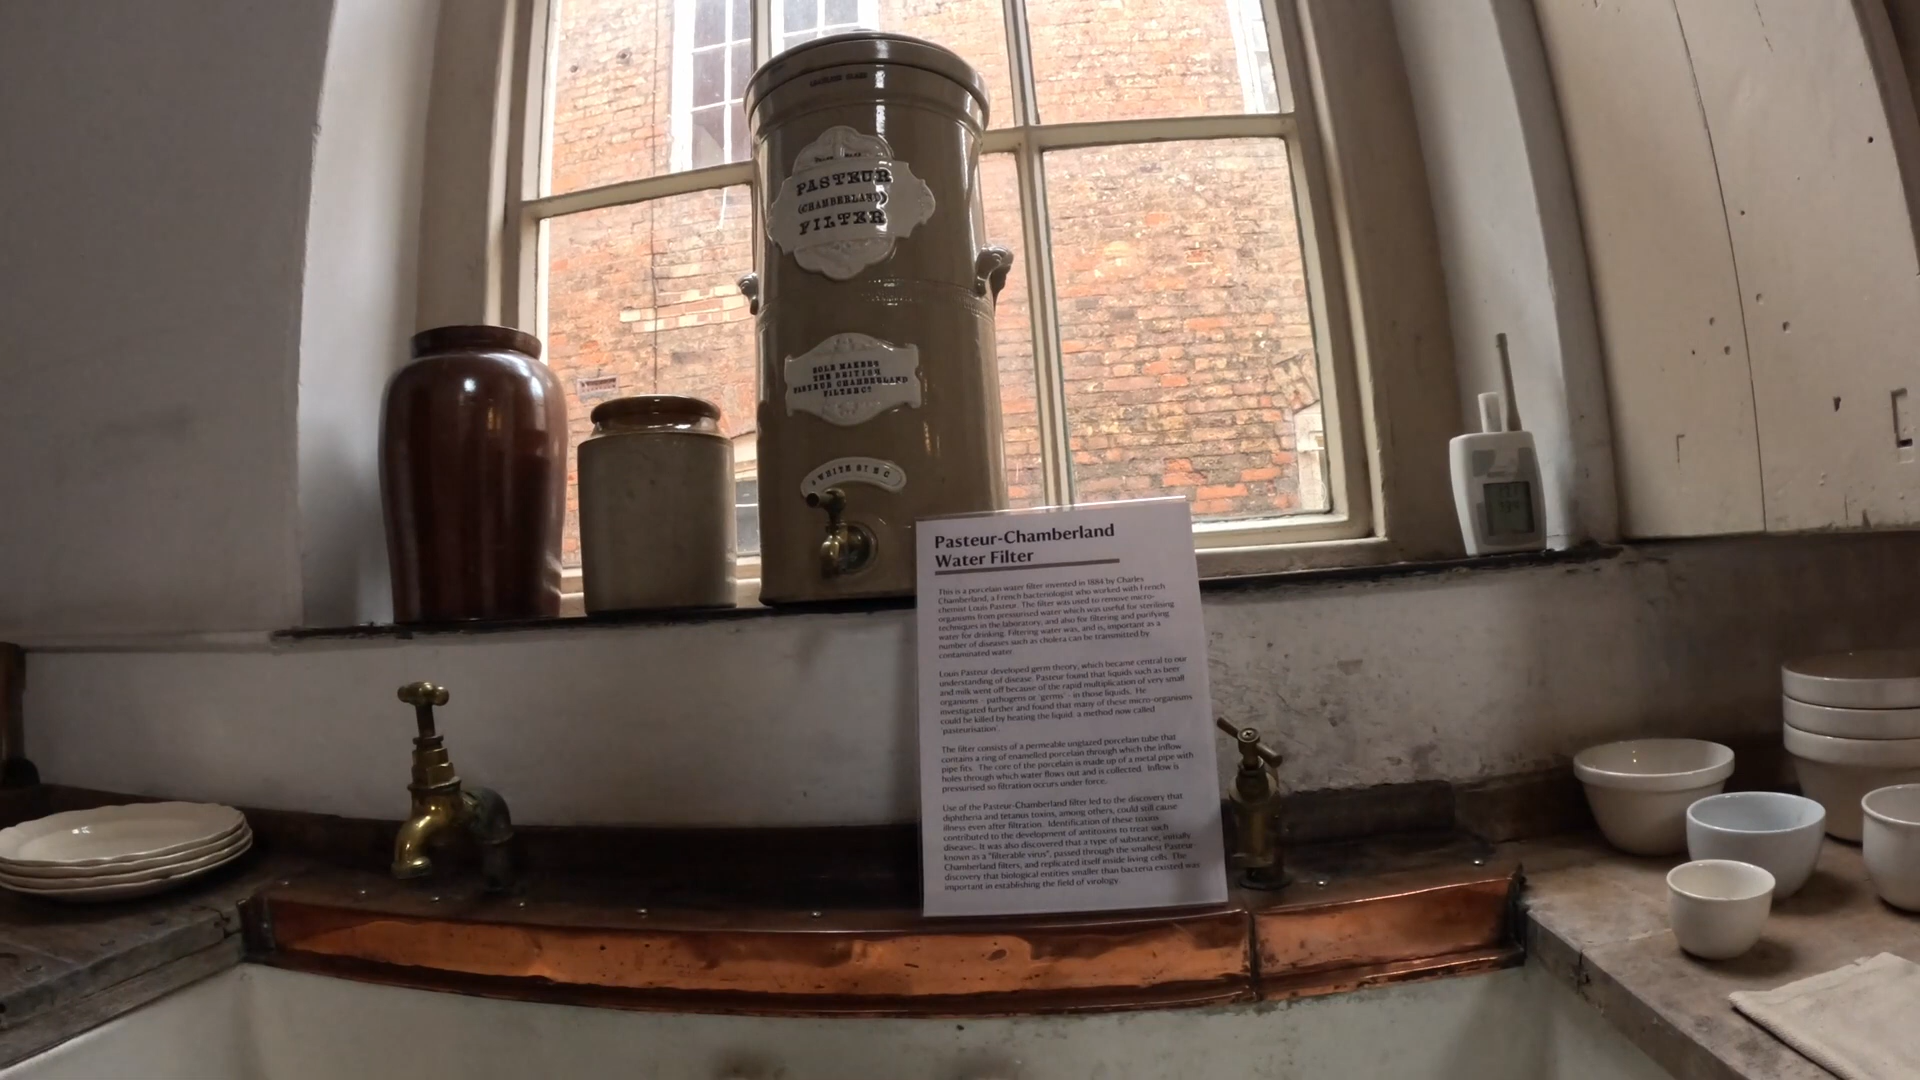 PASTEUR
(CHAMBERLAND)
FILTER
SOLE MAKERS
THE BRITISH
PASTEUR CHAMBERLAND
FILTER Cº
WHITE ST E C
Pasteur-Chamberland
Water Filter
This is a porcelain water filter invented in 1884 by Charles
Chamberland, a French bacteriologist who worked with French
chemist Louis Pasteur. The filter was used to remove micro-
organisms from pressurised water which was useful for sterilising
techniques in the laboratory, and also for filtering and purifying
water for drinking. Filtering water was, and is, important as a
number of diseases such as cholera can be transmitted by
contaminated water.
Louis Pasteur developed germ theory, which became central to our
understanding of disease. Pasteur found that liquids such as beer
and milk went off because of the rapid multiplication of very small
organisms - pathogens or 'germs' - in those liquids. He
investigated further and found that many of these micro-organisms
could be killed by heating the liquid, a method now called
'pasteurisation'.
The filter consists of a permeable unglazed porcelain tube that
contains a ring of enamelled porcelain through which the inflow
pipe fits. The core of the porcelain is made up of a metal pipe with
holes through which water flows out and is collected. Inflow is
pressurised so filtration occurs under force.
Use of the Pasteur-Chamberland filter led to the discovery that
diphtheria and tetanus toxins, among others, could still cause
illness even after filtration. Identification of these toxins
contributed to the development of antitoxins to treat such
diseases. It was also discovered that a type of substance, initially
known as a "filterable virus", passed through the smallest Pasteur-
Chamberland filters, and replicated itself inside living cells. The
discovery that biological entities smaller than bacteria existed was
important in establishing the field of virology.